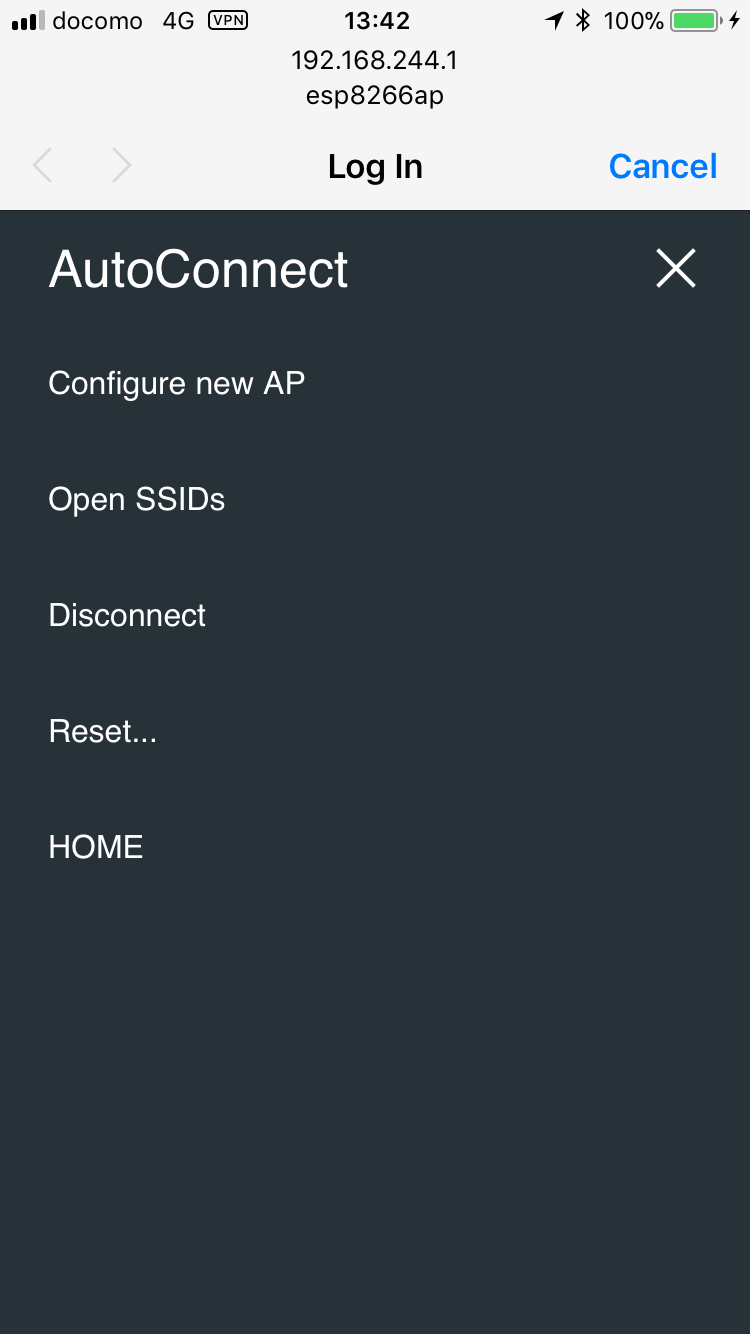 docomo 4G VPN 13:42 100%
192.168.244.1
esp8266ap
Log In Cancel
AutoConnect
Configure new AP
Open SSIDs
Disconnect
Reset...
HOME